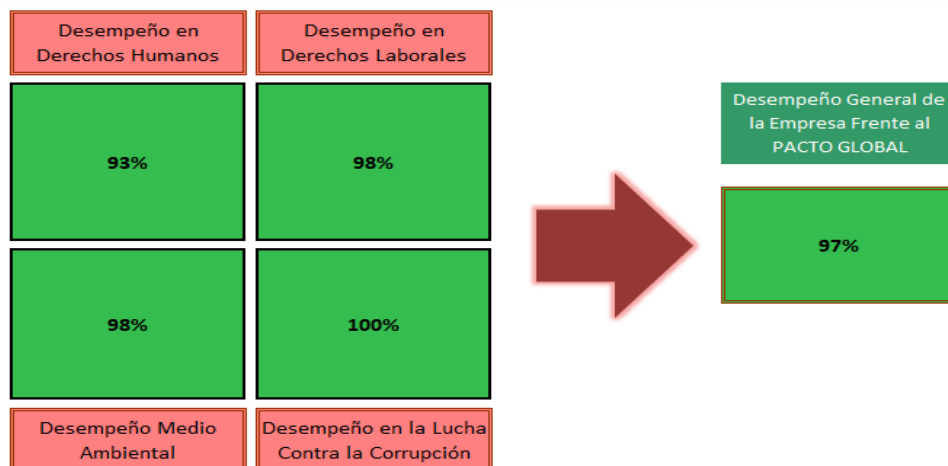 Desempeño en
Derechos Humanos
Desempeño en
Derechos Laborales
93%
98%
98%
100%
Desempeño Medio
Ambiental
Desempeño en la Lucha
Contra la Corrupción
Desempeño General de
la Empresa Frente al
PACTO GLOBAL
97%